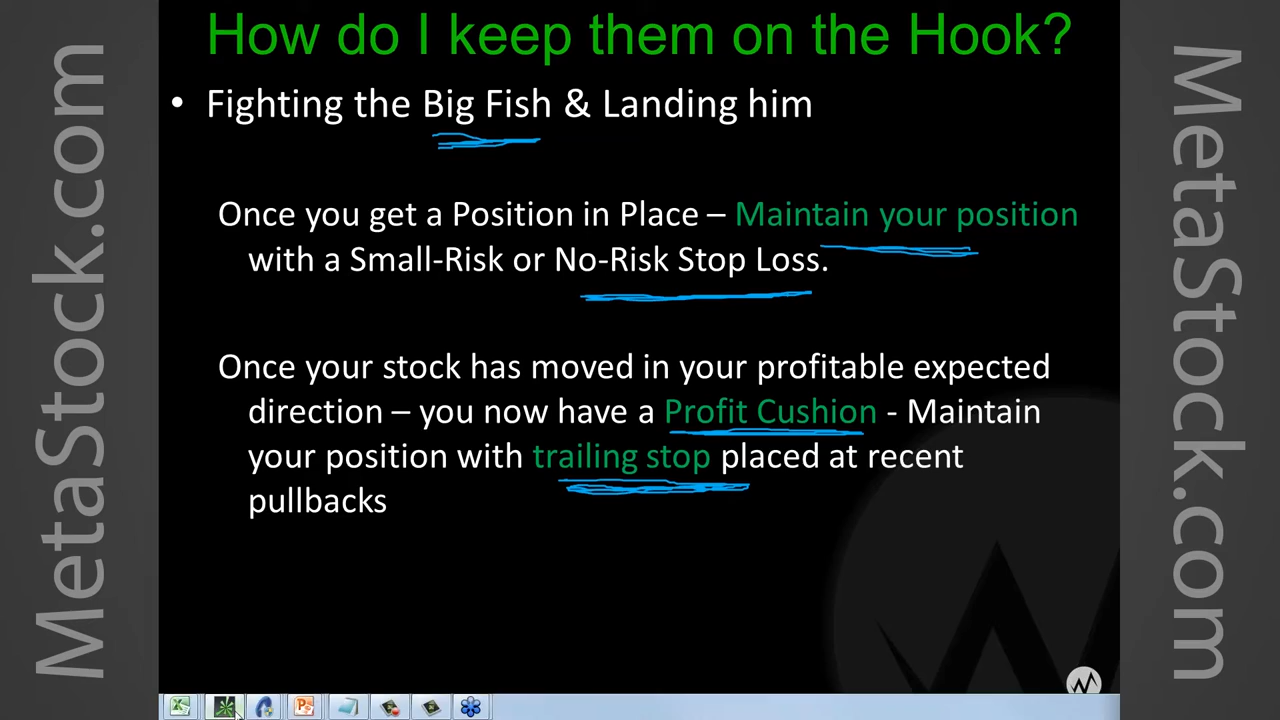 How do I keep them on the Hook?
• Fighting the Big Fish & Landing him
Once you get a Position in Place – Maintain your position
with a Small-Risk or No-Risk Stop Loss.
Once your stock has moved in your profitable expected
direction – you now have a Profit Cushion - Maintain
your position with trailing stop placed at recent
pullbacks
MetaStock.com
MetaStock.com